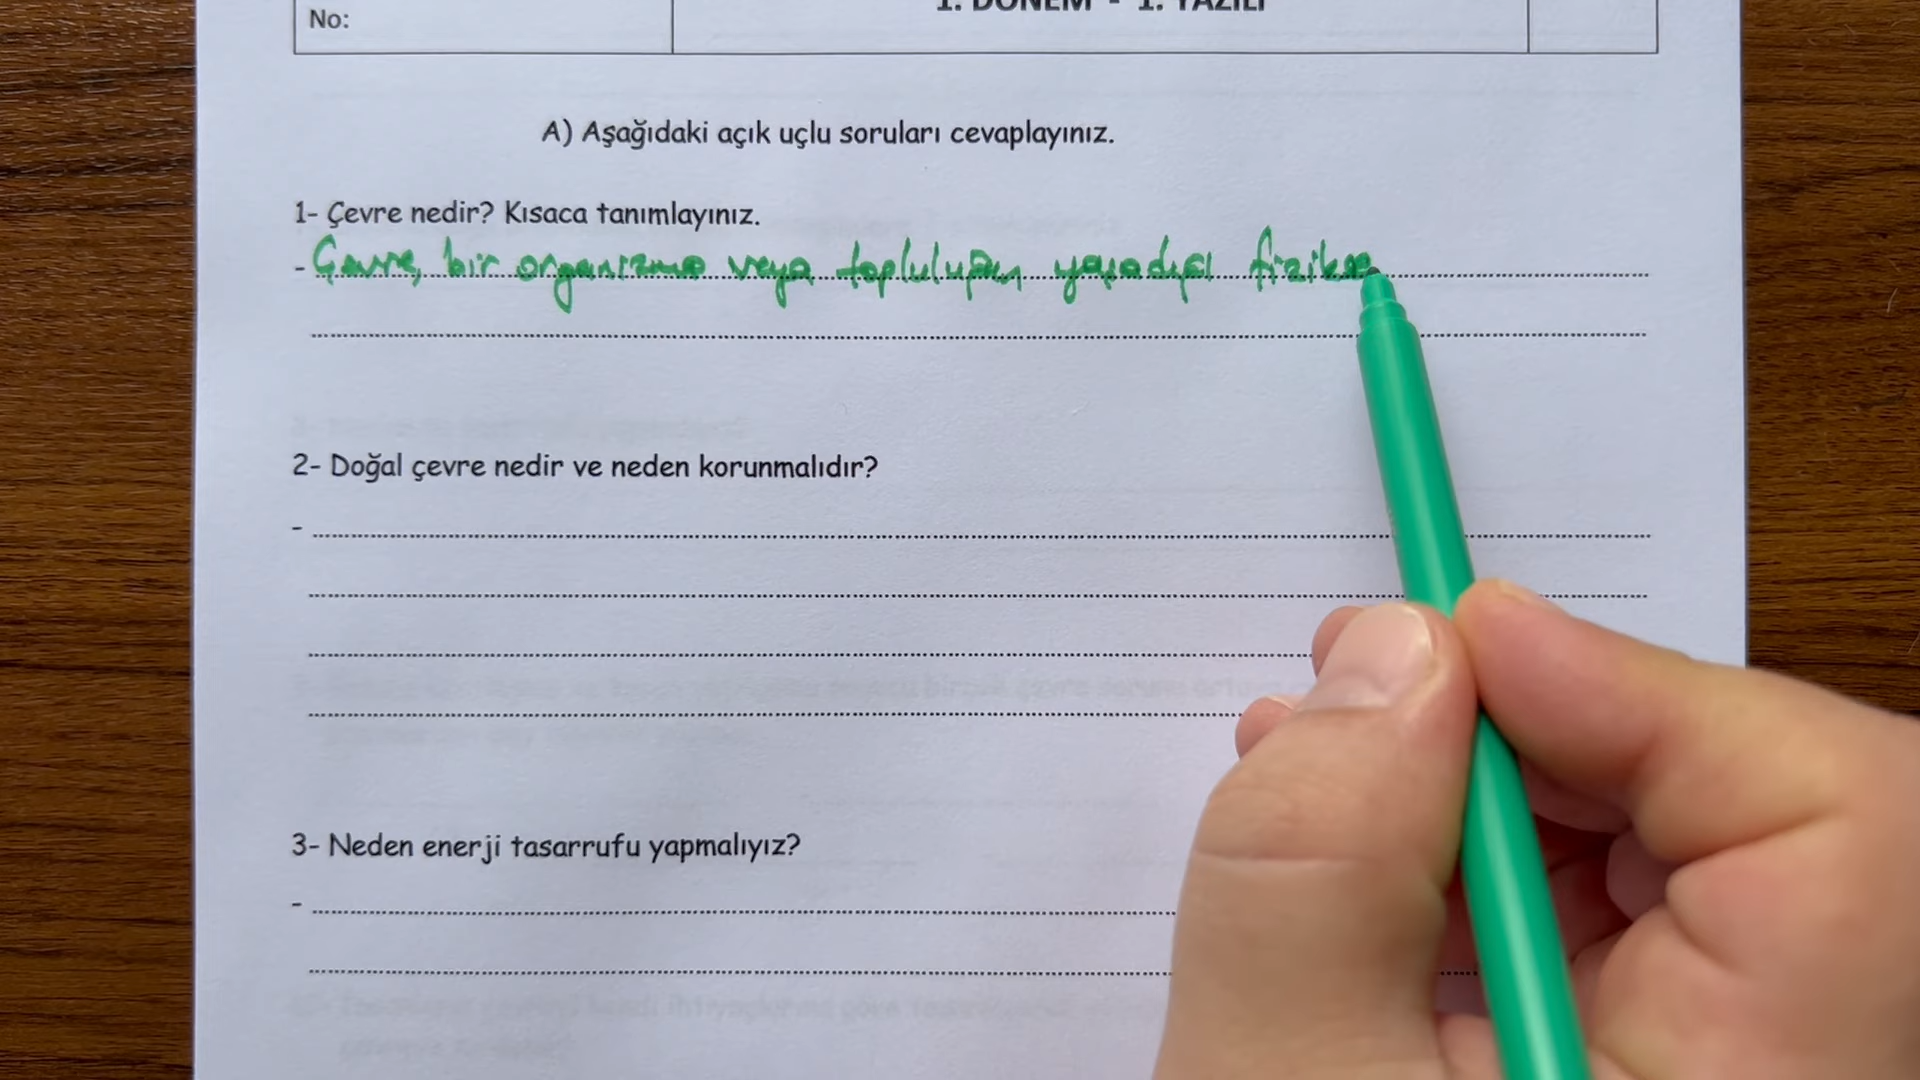 No:
1. DÖNEM - 1. YAZILI
A) Aşağıdaki açık uçlu soruları cevaplayınız.
1- Çevre nedir? Kısaca tanımlayınız.
- Çevre, bir organizma veya topluluğun yaşadığı fizikse
2- Doğal çevre nedir ve neden korunmalıdır?
-
3- Neden enerji tasarrufu yapmalıyız?
-